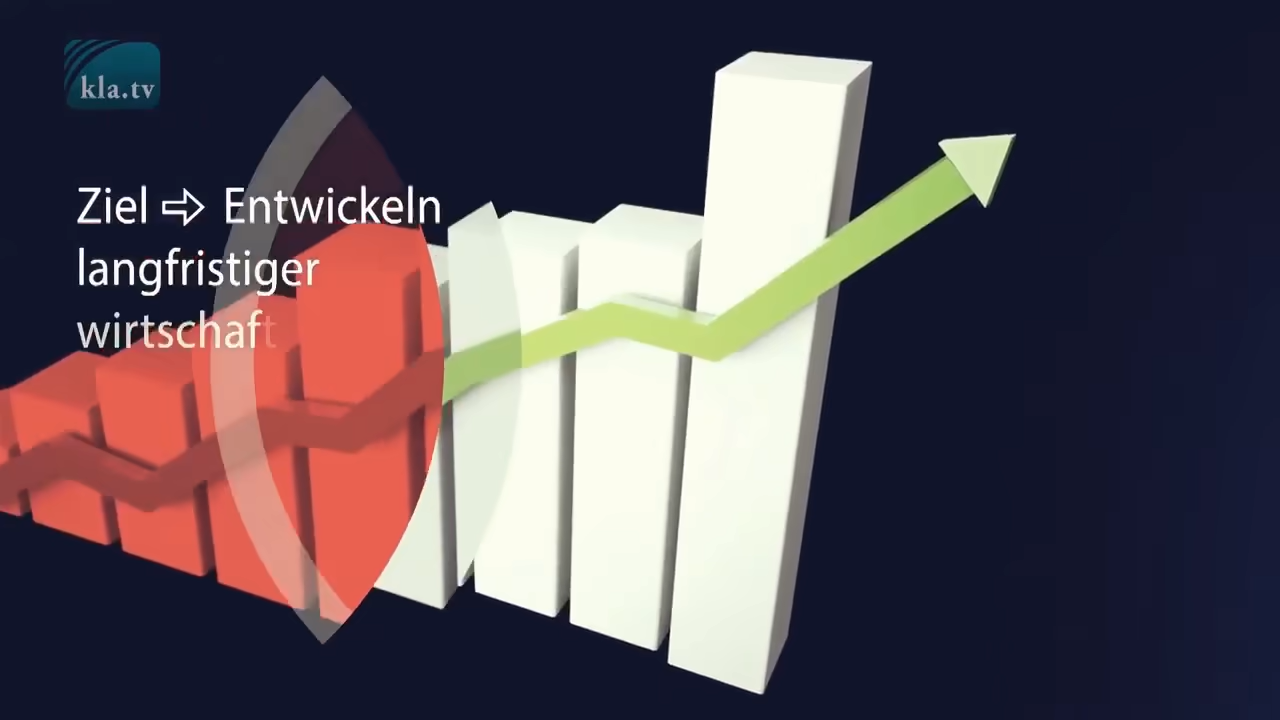 kla.tv
Ziel ⇨ Entwickeln
langfristiger
wirtschaft